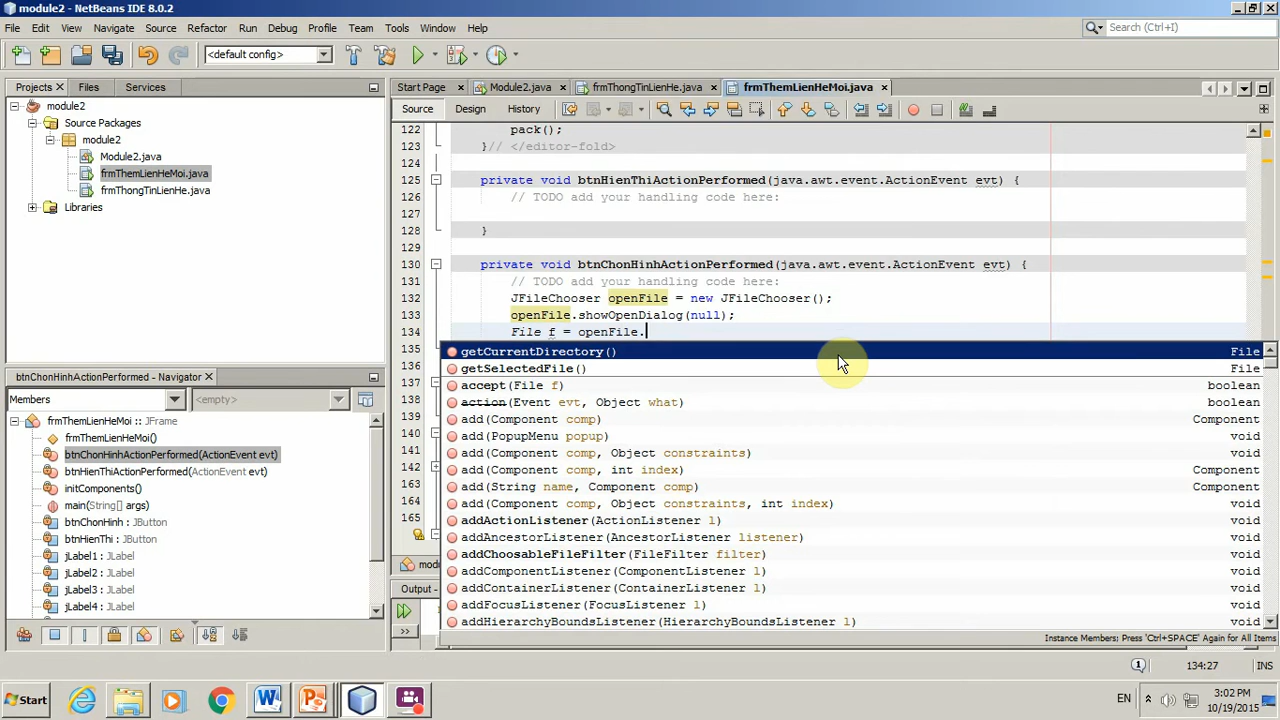 module2 - NetBeans IDE 8.0.2
File Edit View Navigate Source Refactor Run Debug Profile Team Tools Window Help
Search (Ctrl+I)
<default config>
Projects Files Services
Start Page Module2.java frmThongTinLienHe.java frmThemLienHeMoi.java
module2
Source Packages
module2
Module2.java
frmThemLienHeMoi.java
frmThongTinLienHe.java
Libraries
Source Design History
122 pack();
123 }// </editor-fold>
124
125 private void btnHienThiActionPerformed(java.awt.event.ActionEvent evt) {
126 // TODO add your handling code here:
127
128 }
129
130 private void btnChonHinhActionPerformed(java.awt.event.ActionEvent evt) {
131 // TODO add your handling code here:
132 JFileChooser openFile = new JFileChooser();
133 openFile.showOpenDialog(null);
134 File f = openFile.
135
136
137
138
140
141
142
163
164
165
getCurrentDirectory() File
getSelectedFile() File
accept(File f) boolean
action(Event evt, Object what) boolean
add(Component comp) Component
add(PopupMenu popup) void
add(Component comp, Object constraints) void
add(Component comp, int index) Component
add(String name, Component comp) Component
add(Component comp, Object constraints, int index) void
addActionListener(ActionListener l) void
addAncestorListener(AncestorListener listener) void
addChoosableFileFilter(FileFilter filter) void
addComponentListener(ComponentListener l) void
addContainerListener(ContainerListener l) void
addFocusListener(FocusListener l) void
addHierarchyBoundsListener(HierarchyBoundsListener l) void
Instance Members; Press 'Ctrl+SPACE' Again for All Items
btnChonHinhActionPerformed - Navigator
Members <empty>
frmThemLienHeMoi :: JFrame
frmThemLienHeMoi()
btnChonHinhActionPerformed(ActionEvent evt)
btnHienThiActionPerformed(ActionEvent evt)
initComponents()
main(String[] args)
btnChonHinh : JButton
btnHienThi : JButton
jLabel1 : JLabel
jLabel2 : JLabel
jLabel3 : JLabel
jLabel4 : JLabel
Output -
1 134:27 INS
Start
EN
3:02 PM
10/19/2015